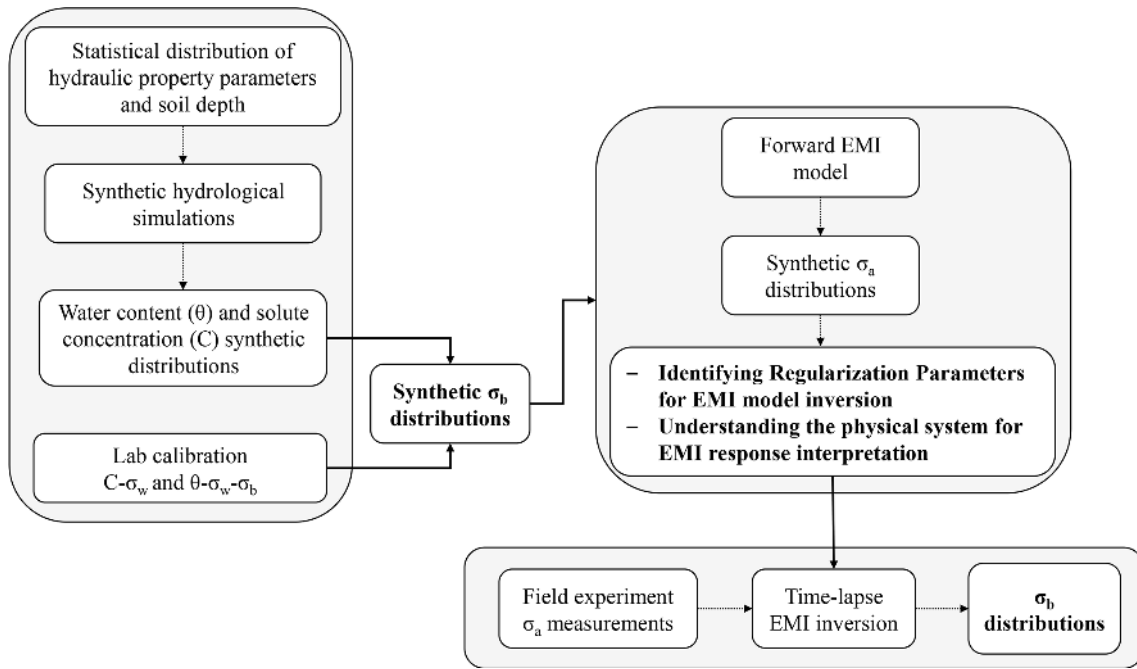 Statistical distribution of
hydraulic property parameters
and soil depth
Synthetic hydrological
simulations
Water content (θ) and solute
concentration (C) synthetic
distributions
Lab calibration
C-σw and θ-σw-σb
Synthetic σb
distributions
Forward EMI
model
Synthetic σa
distributions
− Identifying Regularization Parameters
for EMI model inversion
− Understanding the physical system for
EMI response interpretation
Field experiment
σa measurements
Time-lapse
EMI inversion
σb
distributions